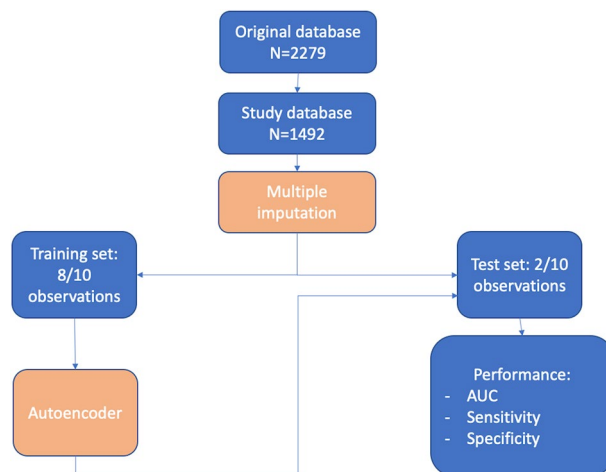 Original database
N=2279
Study database
N=1492
Multiple
imputation
Training set:
8/10
observations
Test set: 2/10
observations
Autoencoder
Performance:
- AUC
- Sensitivity
- Specificity